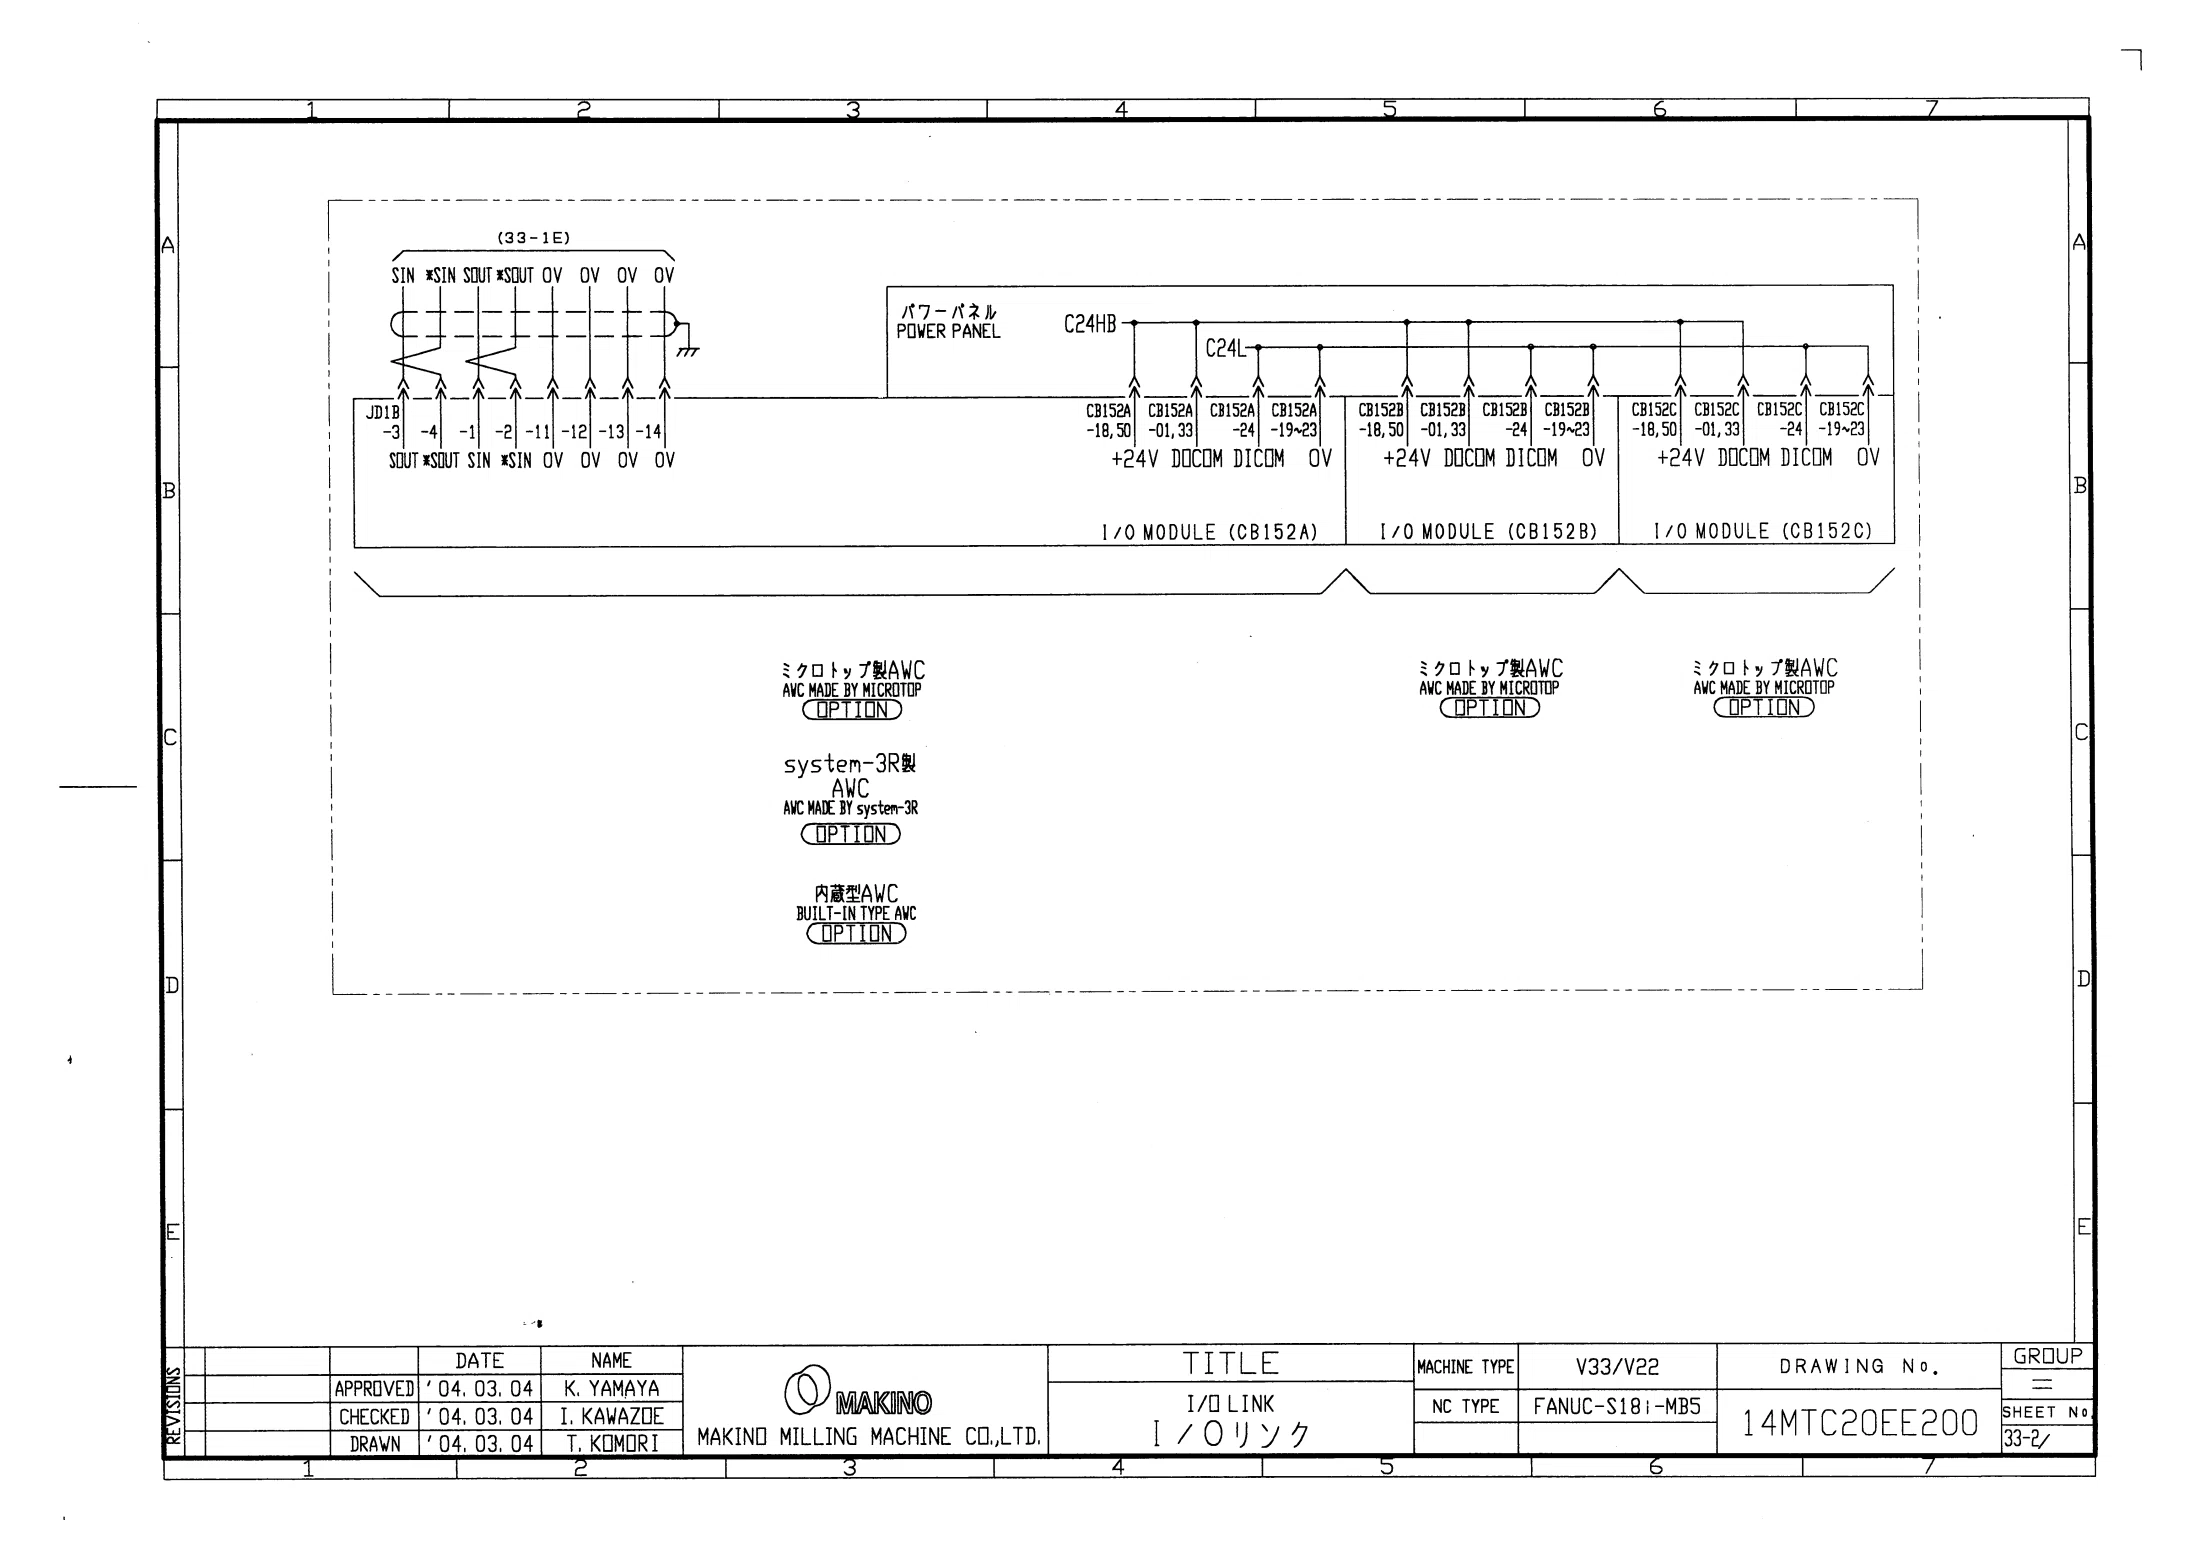 1 2 3 4 5 6 7
A A
(33-1E)
SIN *SIN SOUT *SOUT 0V 0V 0V 0V
パワーパネル
POWER PANEL
C24HB
C24L
JD1B
-3 -4 -1 -2 -11 -12 -13 -14
SOUT *SOUT SIN *SIN 0V 0V 0V 0V
CB152A CB152A CB152A CB152A CB152B CB152B CB152B CB152B CB152C CB152C CB152C CB152C
-18,50 -01,33 -24 -19~23 -18,50 -01,33 -24 -19~23 -18,50 -01,33 -24 -19~23
+24V DOCOM DICOM 0V +24V DOCOM DICOM 0V +24V DOCOM DICOM 0V
B B
I/O MODULE (CB152A) I/O MODULE (CB152B) I/O MODULE (CB152C)
ミクロトップ製AWC ミクロトップ製AWC ミクロトップ製AWC
AWC MADE BY MICROTOP AWC MADE BY MICROTOP AWC MADE BY MICROTOP
OPTION OPTION OPTION
C C
system-3R製
AWC
AWC MADE BY system-3R
OPTION
内蔵型AWC
BUILT-IN TYPE AWC
OPTION
D D
E E
REVISIONS
DATE NAME
APPROVED '04.03.04 K. YAMAYA
CHECKED '04.03.04 I. KAWAZOE
DRAWN '04.03.04 T. KOMORI
MAKINO
MAKINO MILLING MACHINE CO.,LTD.
TITLE
I/O LINK
I/Oリンク
MACHINE TYPE V33/V22
NC TYPE FANUC-S18i-MB5
DRAWING No.
14MTC20EE200
GROUP
=
SHEET No.
33-2/
1 2 3 4 5 6 7